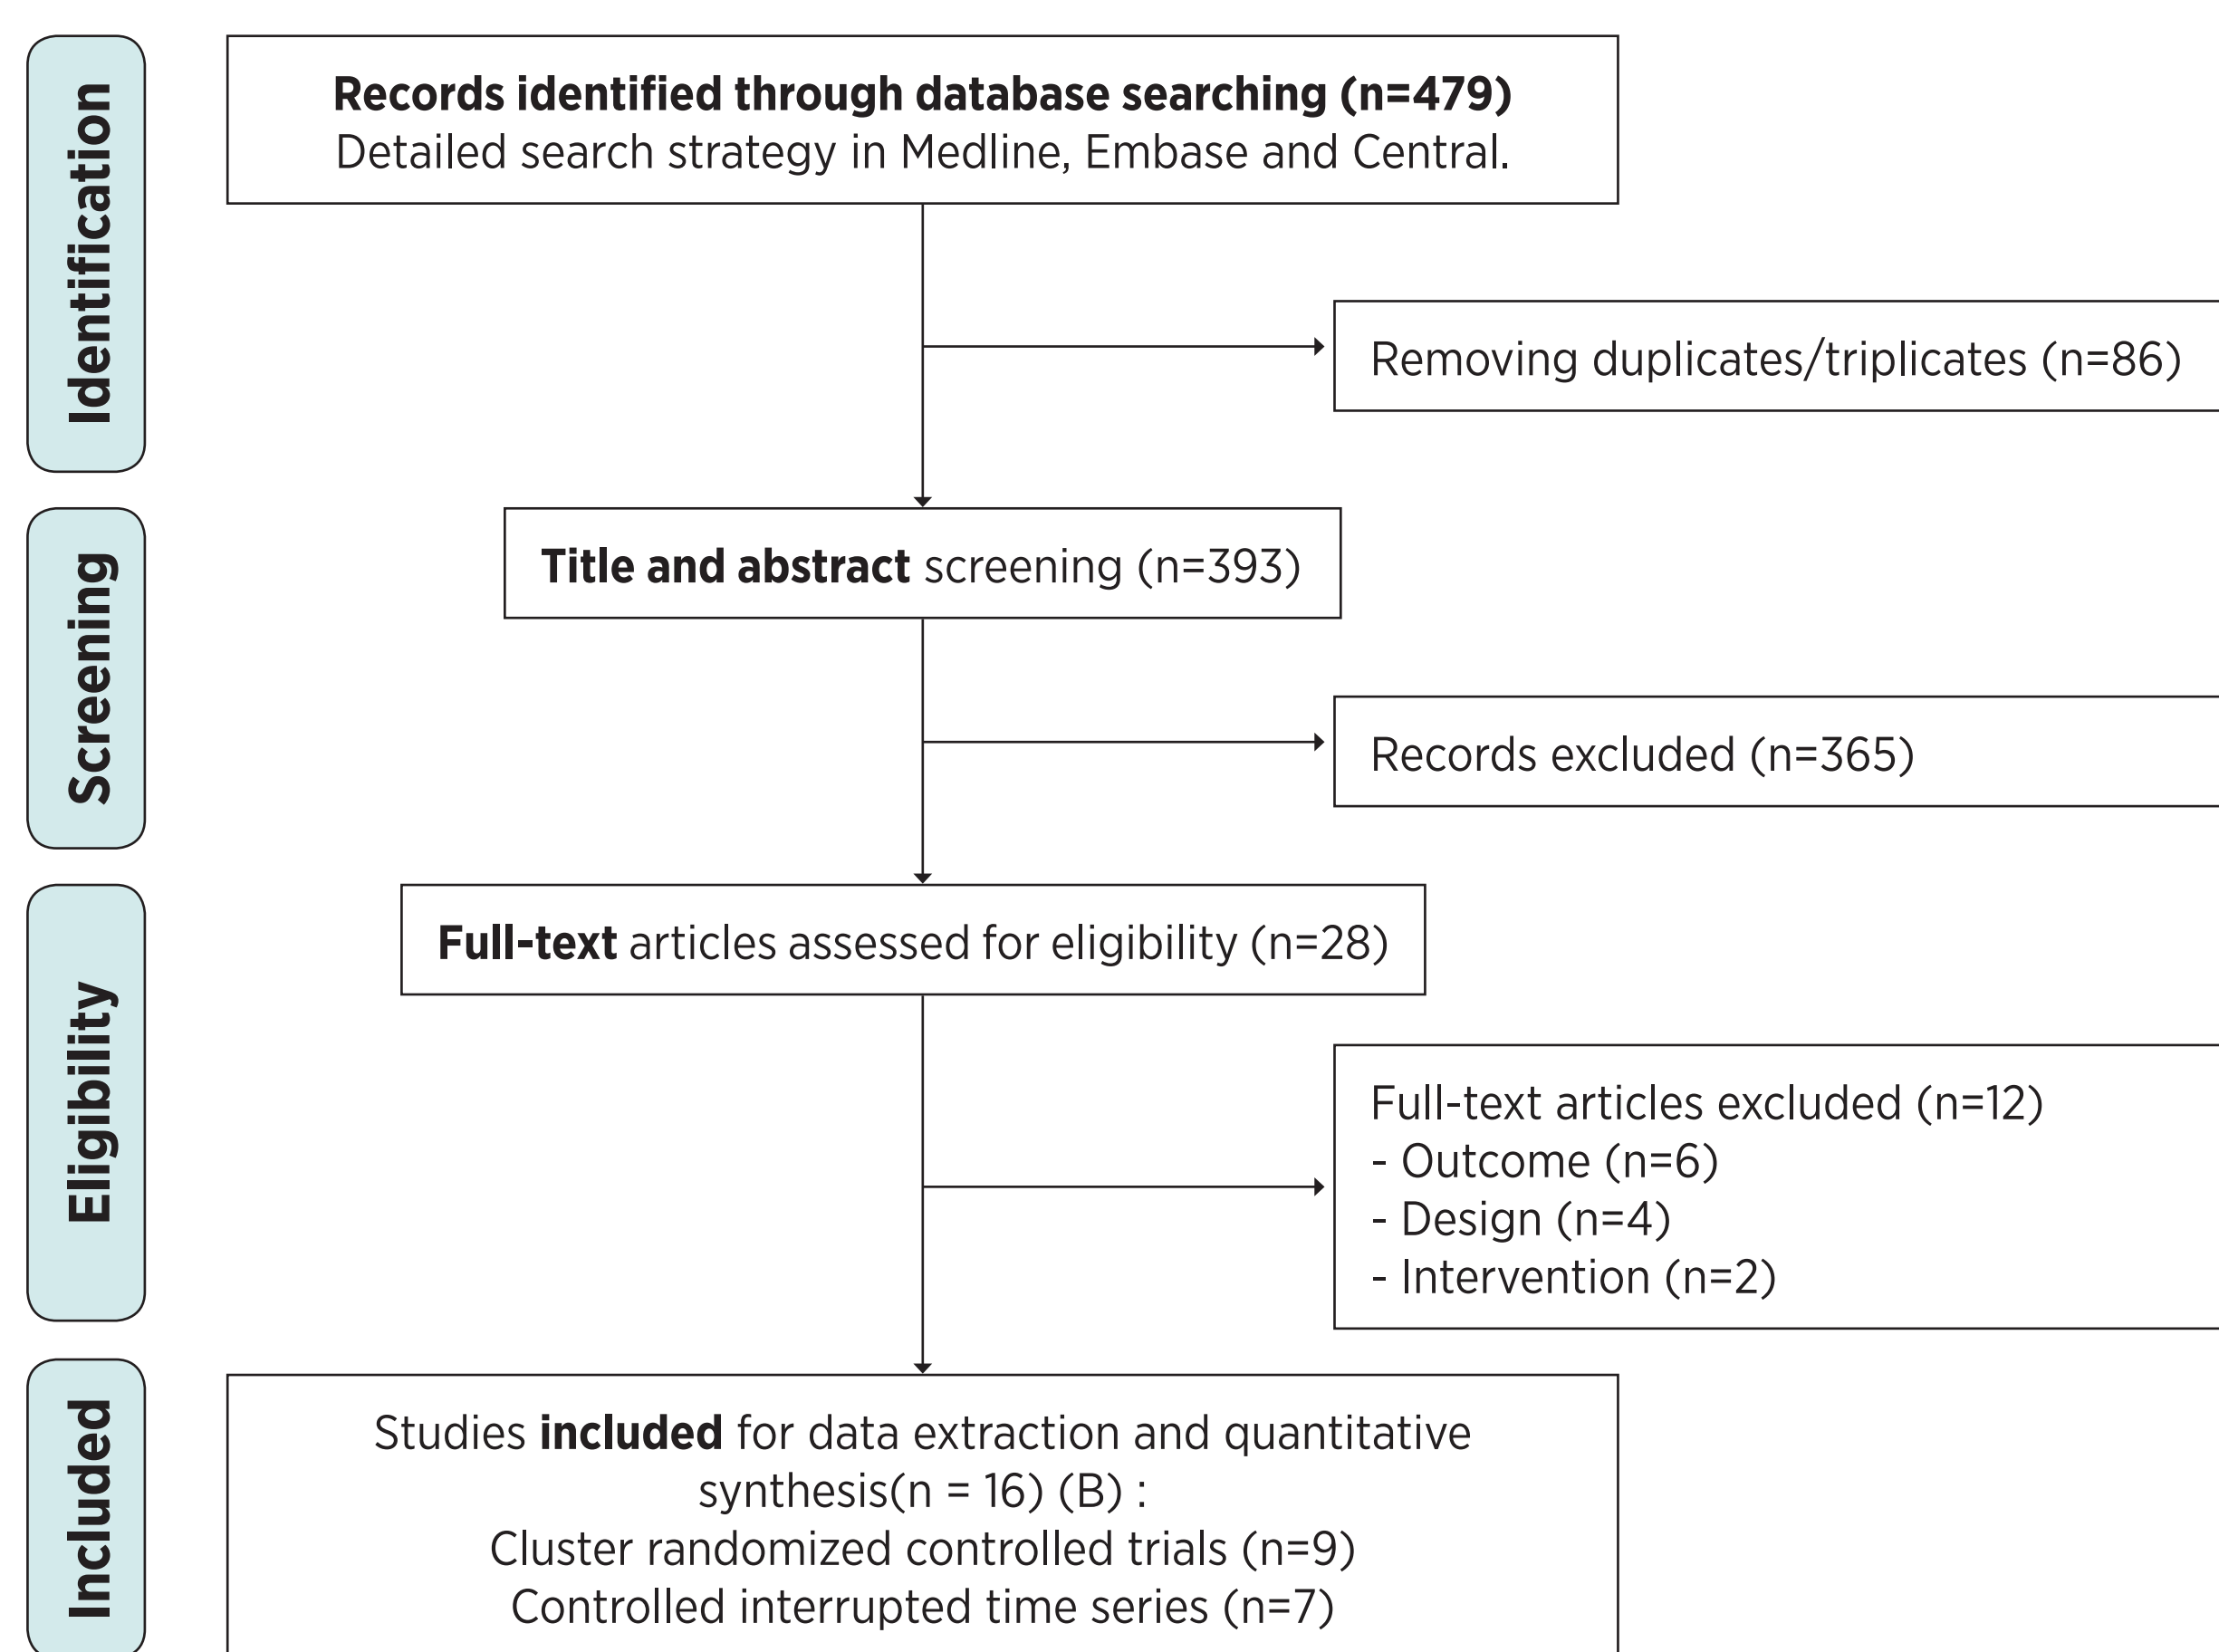 Identification
Records identified through database searching (n=479)
Detailed search strategy in Medline, Embase and Central.
Removing duplicates/triplicates (n=86)
Screening
Title and abstract screening (n=393)
Records excluded (n=365)
Eligibility
Full-text articles assessed for eligibility (n=28)
Full-text articles excluded (n=12)
- Outcome (n=6)
- Design (n=4)
- Intervention (n=2)
Included
Studies included for data extraction and quantitative
synthesis(n = 16) (B) :
Cluster randomized controlled trials (n=9)
Controlled interrupted time series (n=7)